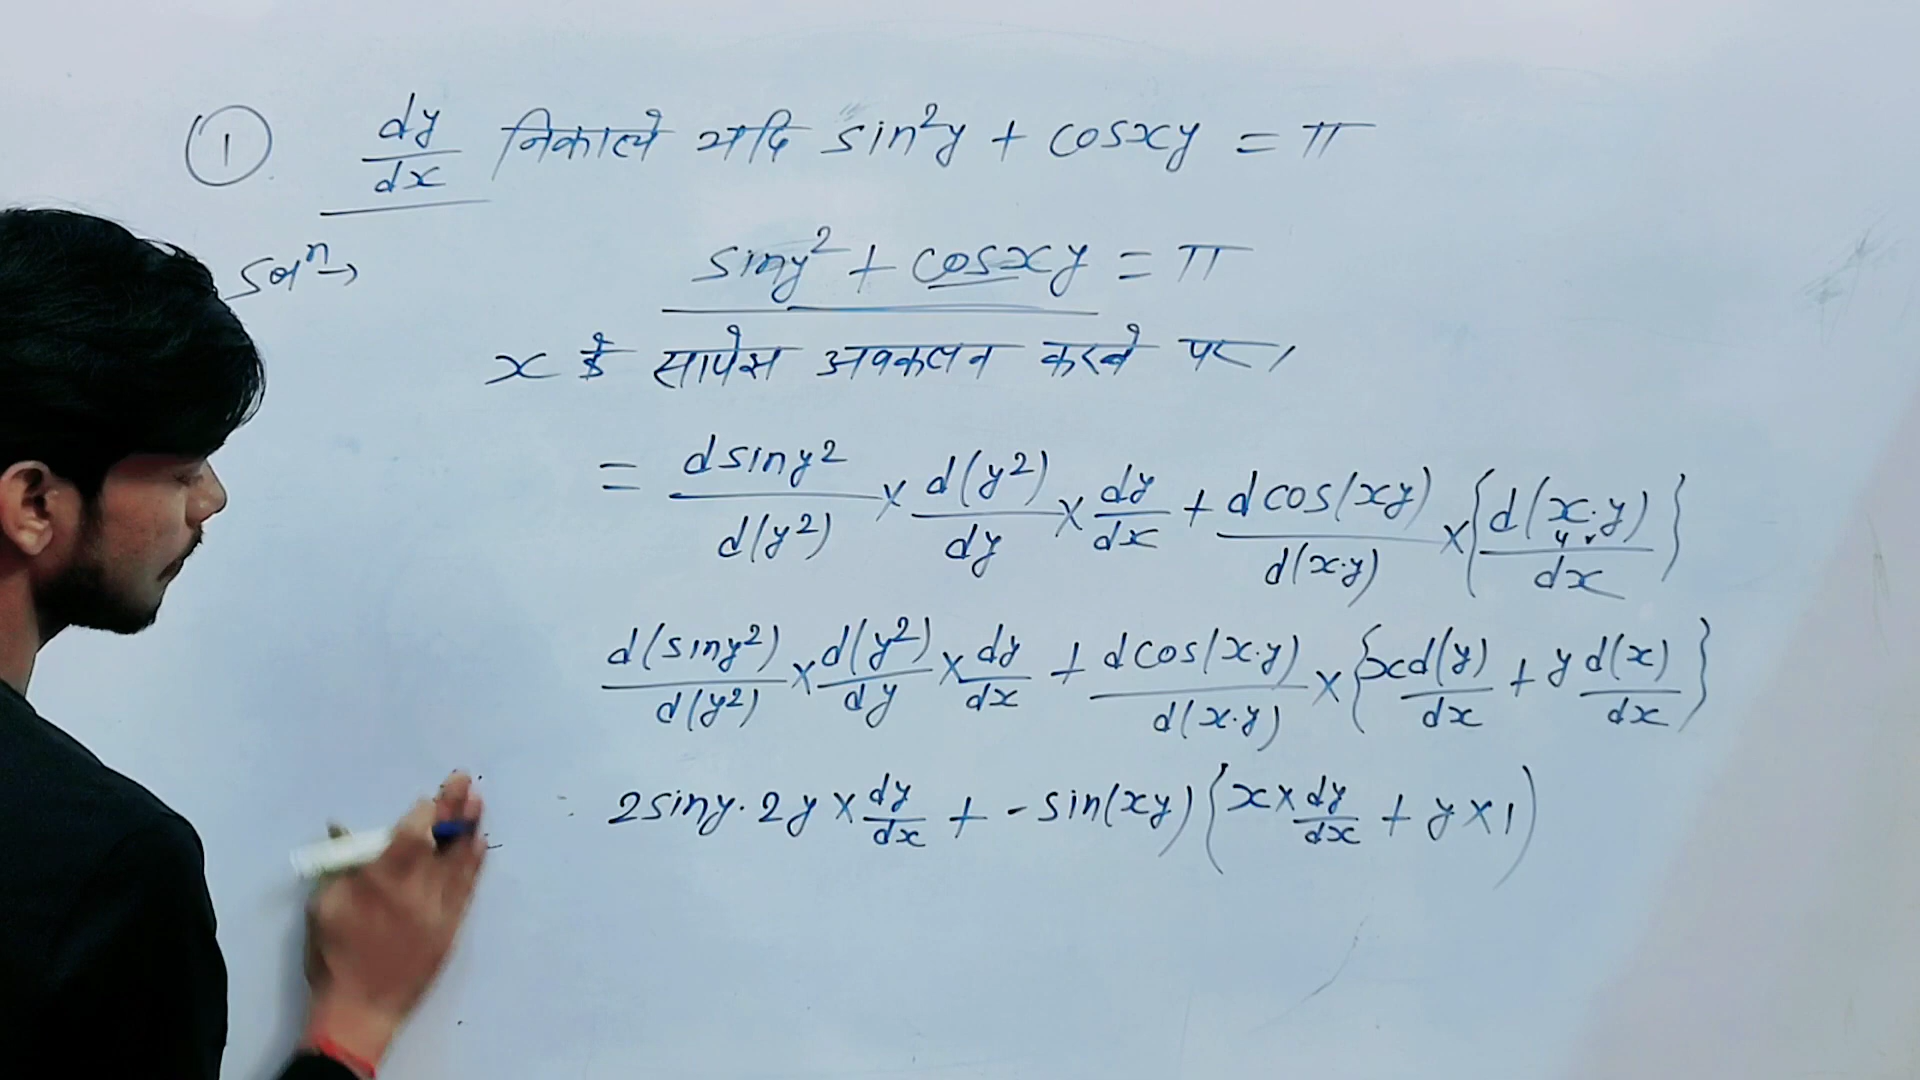 ① dy/dx निकाले यदि sin²y + cosxy = π
Solⁿ→
siny² + cosxy = π
x के सापेक्ष अवकलन करने पर,
= dsiny²/d(y²) × d(y²)/dy × dy/dx + dcos(xy)/d(x·y) × {d(x·y)/dx}
d(siny²)/d(y²) × d(y²)/dy × dy/dx + dcos(x·y)/d(x·y) × {xd(y)/dx + yd(x)/dx}
2siny·2y × dy/dx + -sin(xy) (x × dy/dx + y × 1)